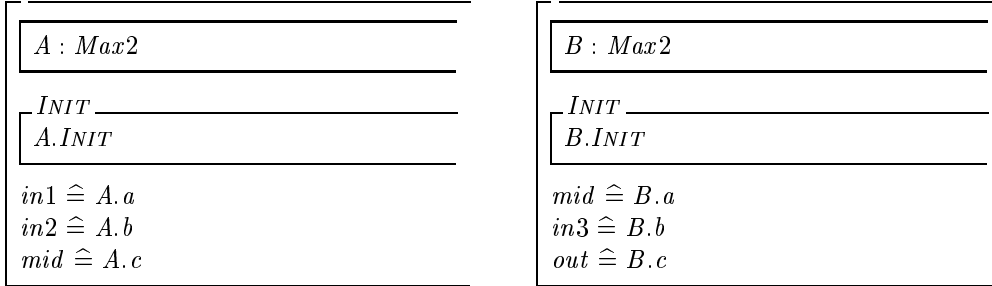 A : Max2
INIT
A.INIT
in1 ≙ A.a
in2 ≙ A.b
mid ≙ A.c
B : Max2
INIT
B.INIT
mid ≙ B.a
in3 ≙ B.b
out ≙ B.c